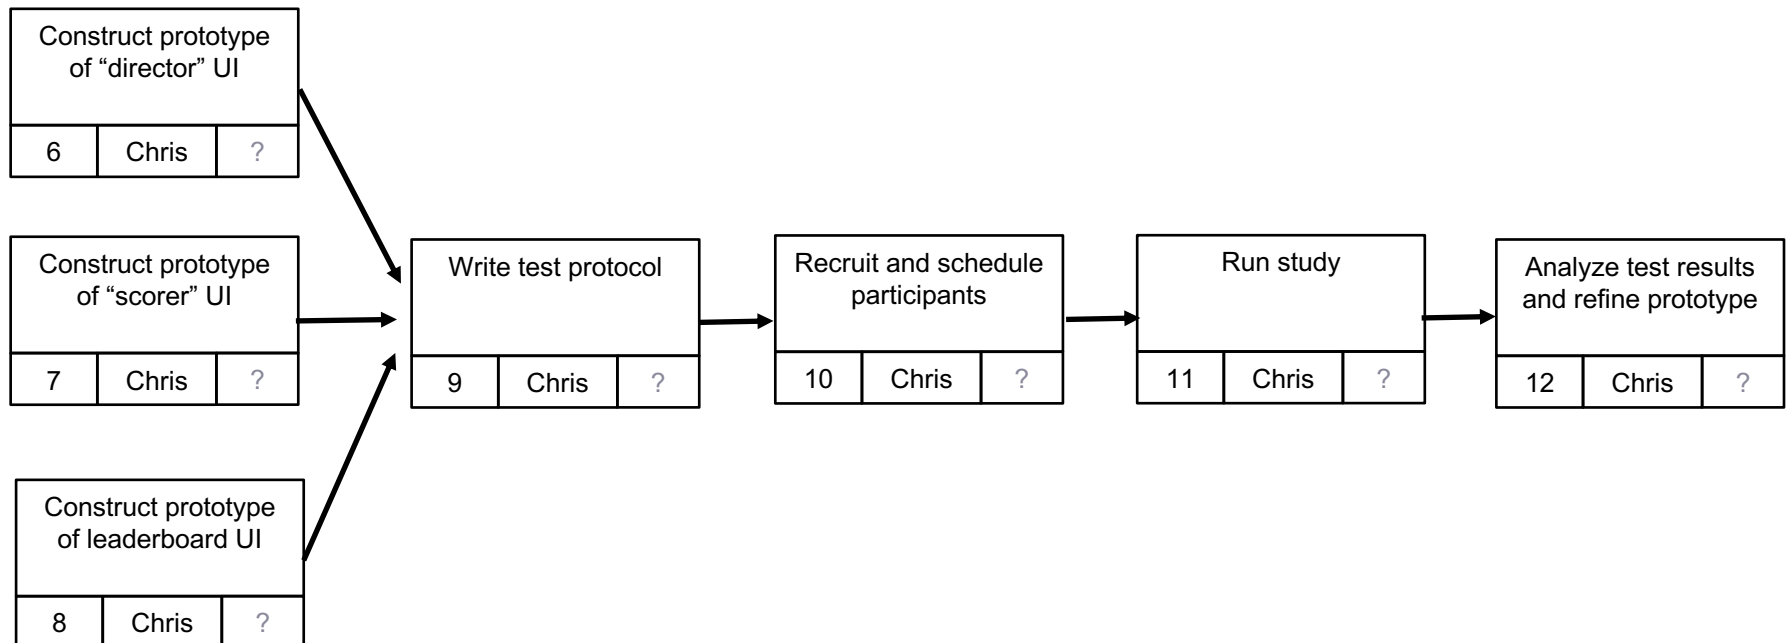 Construct prototype
of “director” UI
6 Chris ?
Construct prototype
of “scorer” UI
7 Chris ?
Construct prototype
of leaderboard UI
8 Chris ?
Write test protocol
9 Chris ?
Recruit and schedule
participants
10 Chris ?
Run study
11 Chris ?
Analyze test results
and refine prototype
12 Chris ?